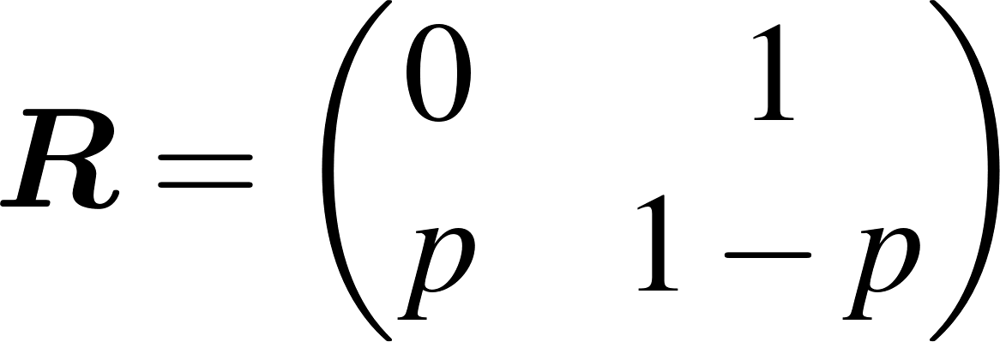 R = ( 0 1
p 1 − p )